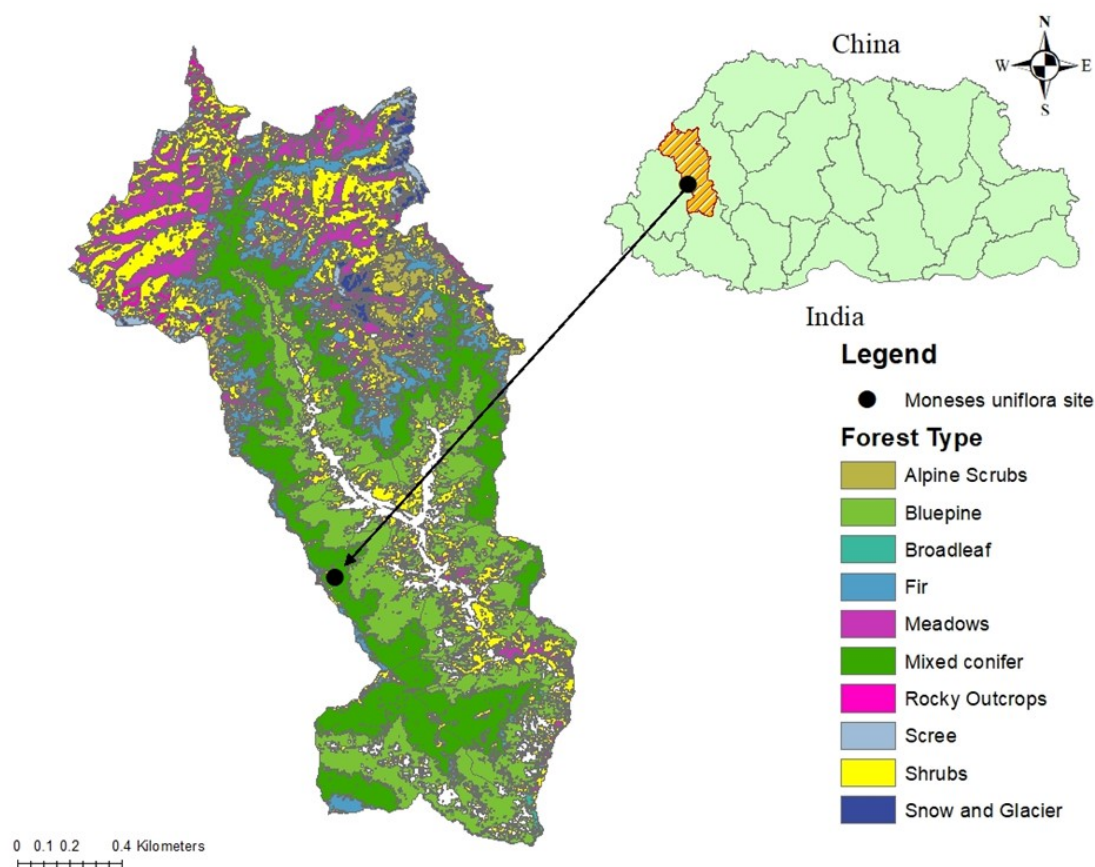 China
N
W E
S
India
Legend
Moneses uniflora site
Forest Type
Alpine Scrubs
Bluepine
Broadleaf
Fir
Meadows
Mixed conifer
Rocky Outcrops
Scree
Shrubs
Snow and Glacier
0 0.1 0.2 0.4 Kilometers